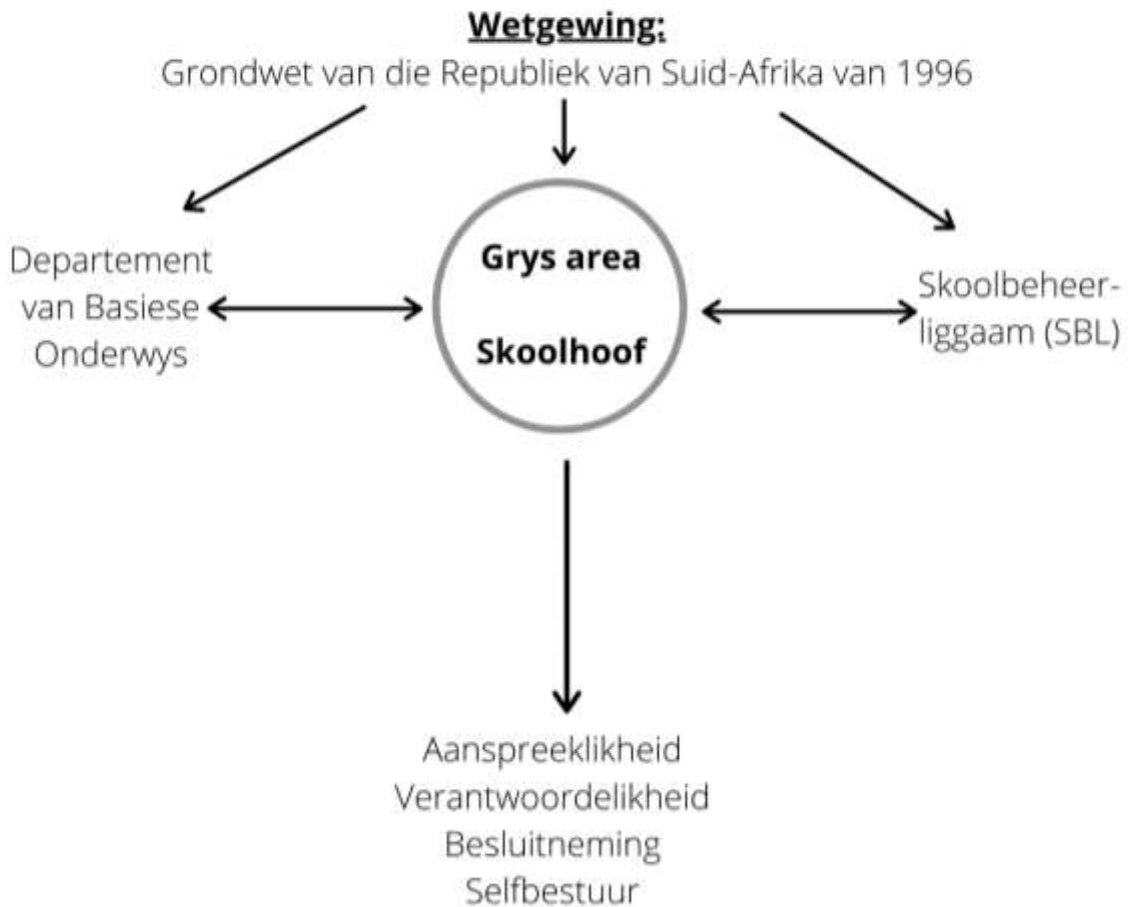 Wetgewing:
Grondwet van die Republiek van Suid-Afrika van 1996
Departement
van Basiese
Onderwys
Grys area
Skoolhoof
Skoolbeheer-
liggaam (SBL)
Aanspreeklikheid
Verantwoordelikheid
Besluitneming
Selfbestuur